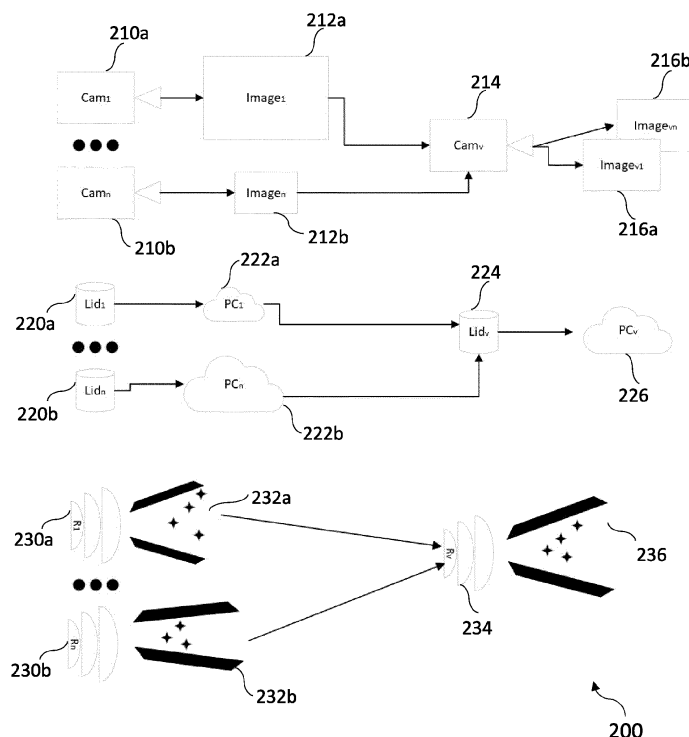 212a
210a
216b
214
Cam1
Image1
Imagevn
Camv
Imagev1
Camn
Imagen
216a
210b
212b
222a
224
Lid1
PC1
220a
Lidv
PCv
Lidn
PCn
226
220b
222b
232a
230a
R1
236
Rv
234
Rn
230b
232b
200